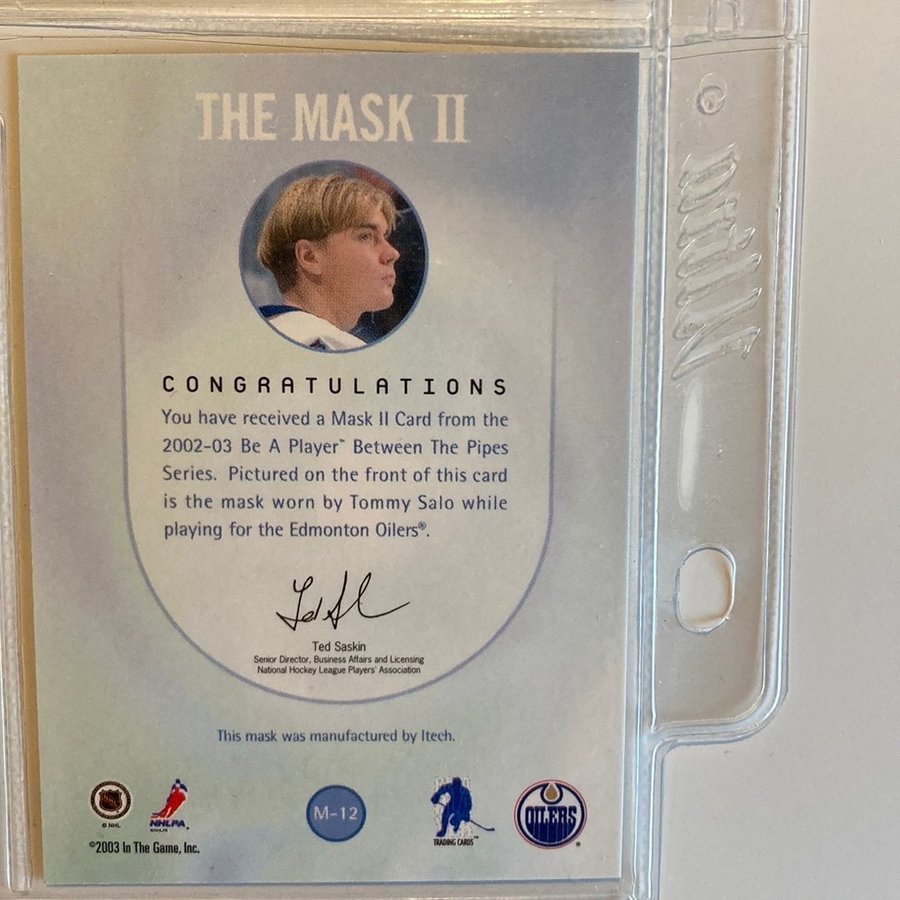 THE MASK II
CONGRATULATIONS
You have received a Mask II Card from the
2002-03 Be A Player™ Between The Pipes
Series. Pictured on the front of this card
is the mask worn by Tommy Salo while
playing for the Edmonton Oilers®.
Ted Saskin
Senior Director, Business Affairs and Licensing
National Hockey League Players' Association
This mask was manufactured by Itech.
© NHL
NHLPA
M-12
TRADING CARDS™
OILERS
©2003 In The Game, Inc.